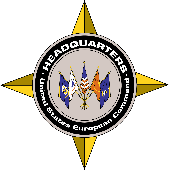 HEADQUARTERS
United States European Command